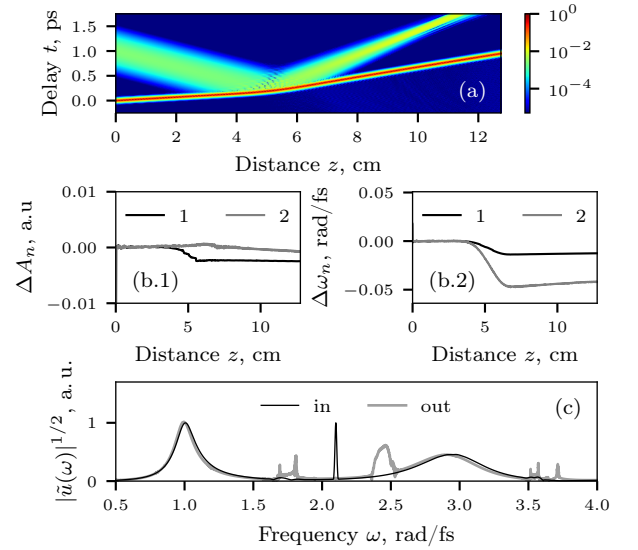 Delay t, ps
1.5
1.0
0.5
0.0
(a)
0 2 4 6 8 10 12
Distance z, cm
10⁰
10⁻²
10⁻⁴
ΔAₙ, a.u
0.01
0.00
−0.01
1 2
(b.1)
0 5 10
Distance z, cm
Δωₙ, rad/fs
0.05
0.00
−0.05
1 2
(b.2)
0 5 10
Distance z, cm
|ũ(ω)|^{1/2}, a. u.
1
0
in out
(c)
0.5 1.0 1.5 2.0 2.5 3.0 3.5 4.0
Frequency ω, rad/fs